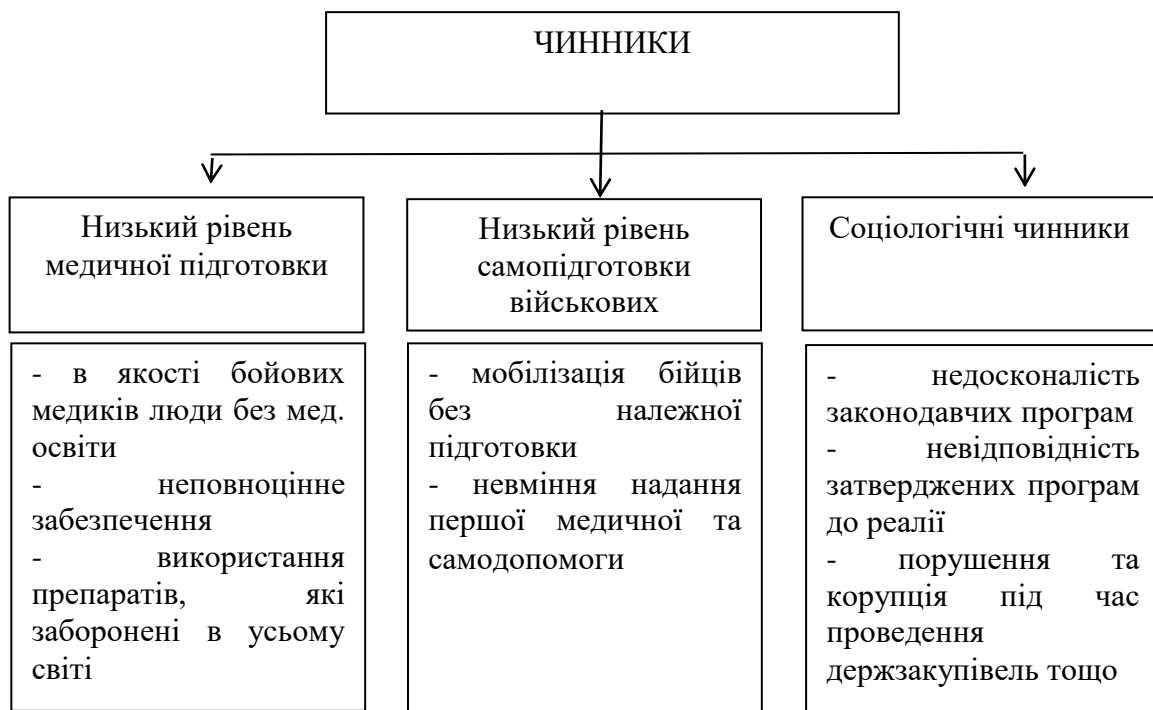 ЧИННИКИ
Низький рівень
медичної підготовки
Низький рівень
самопідготовки
військових
Соціологічні чинники
- в якості бойових
медиків люди без мед.
освіти
- неповноцінне
забезпечення
- використання
препаратів, які
заборонені в усьому
світі
- мобілізація бійців
без належної
підготовки
- невміння надання
першої медичної та
самодопомоги
- недосконалість
законодавчих програм
- невідповідність
затверджених програм
до реалії
- порушення та
корупція під час
проведення
держзакупівель тощо